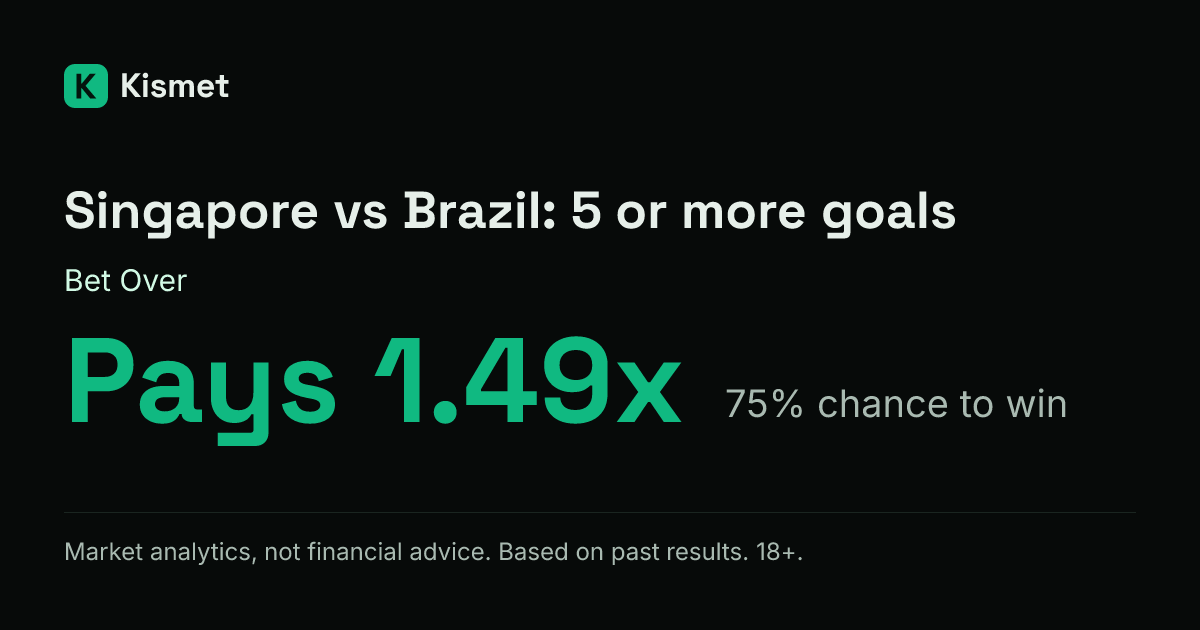 K Kismet
Singapore vs Brazil: 5 or more goals
Bet Over
Pays 1.49x 75% chance to win
Market analytics, not financial advice. Based on past results. 18+.